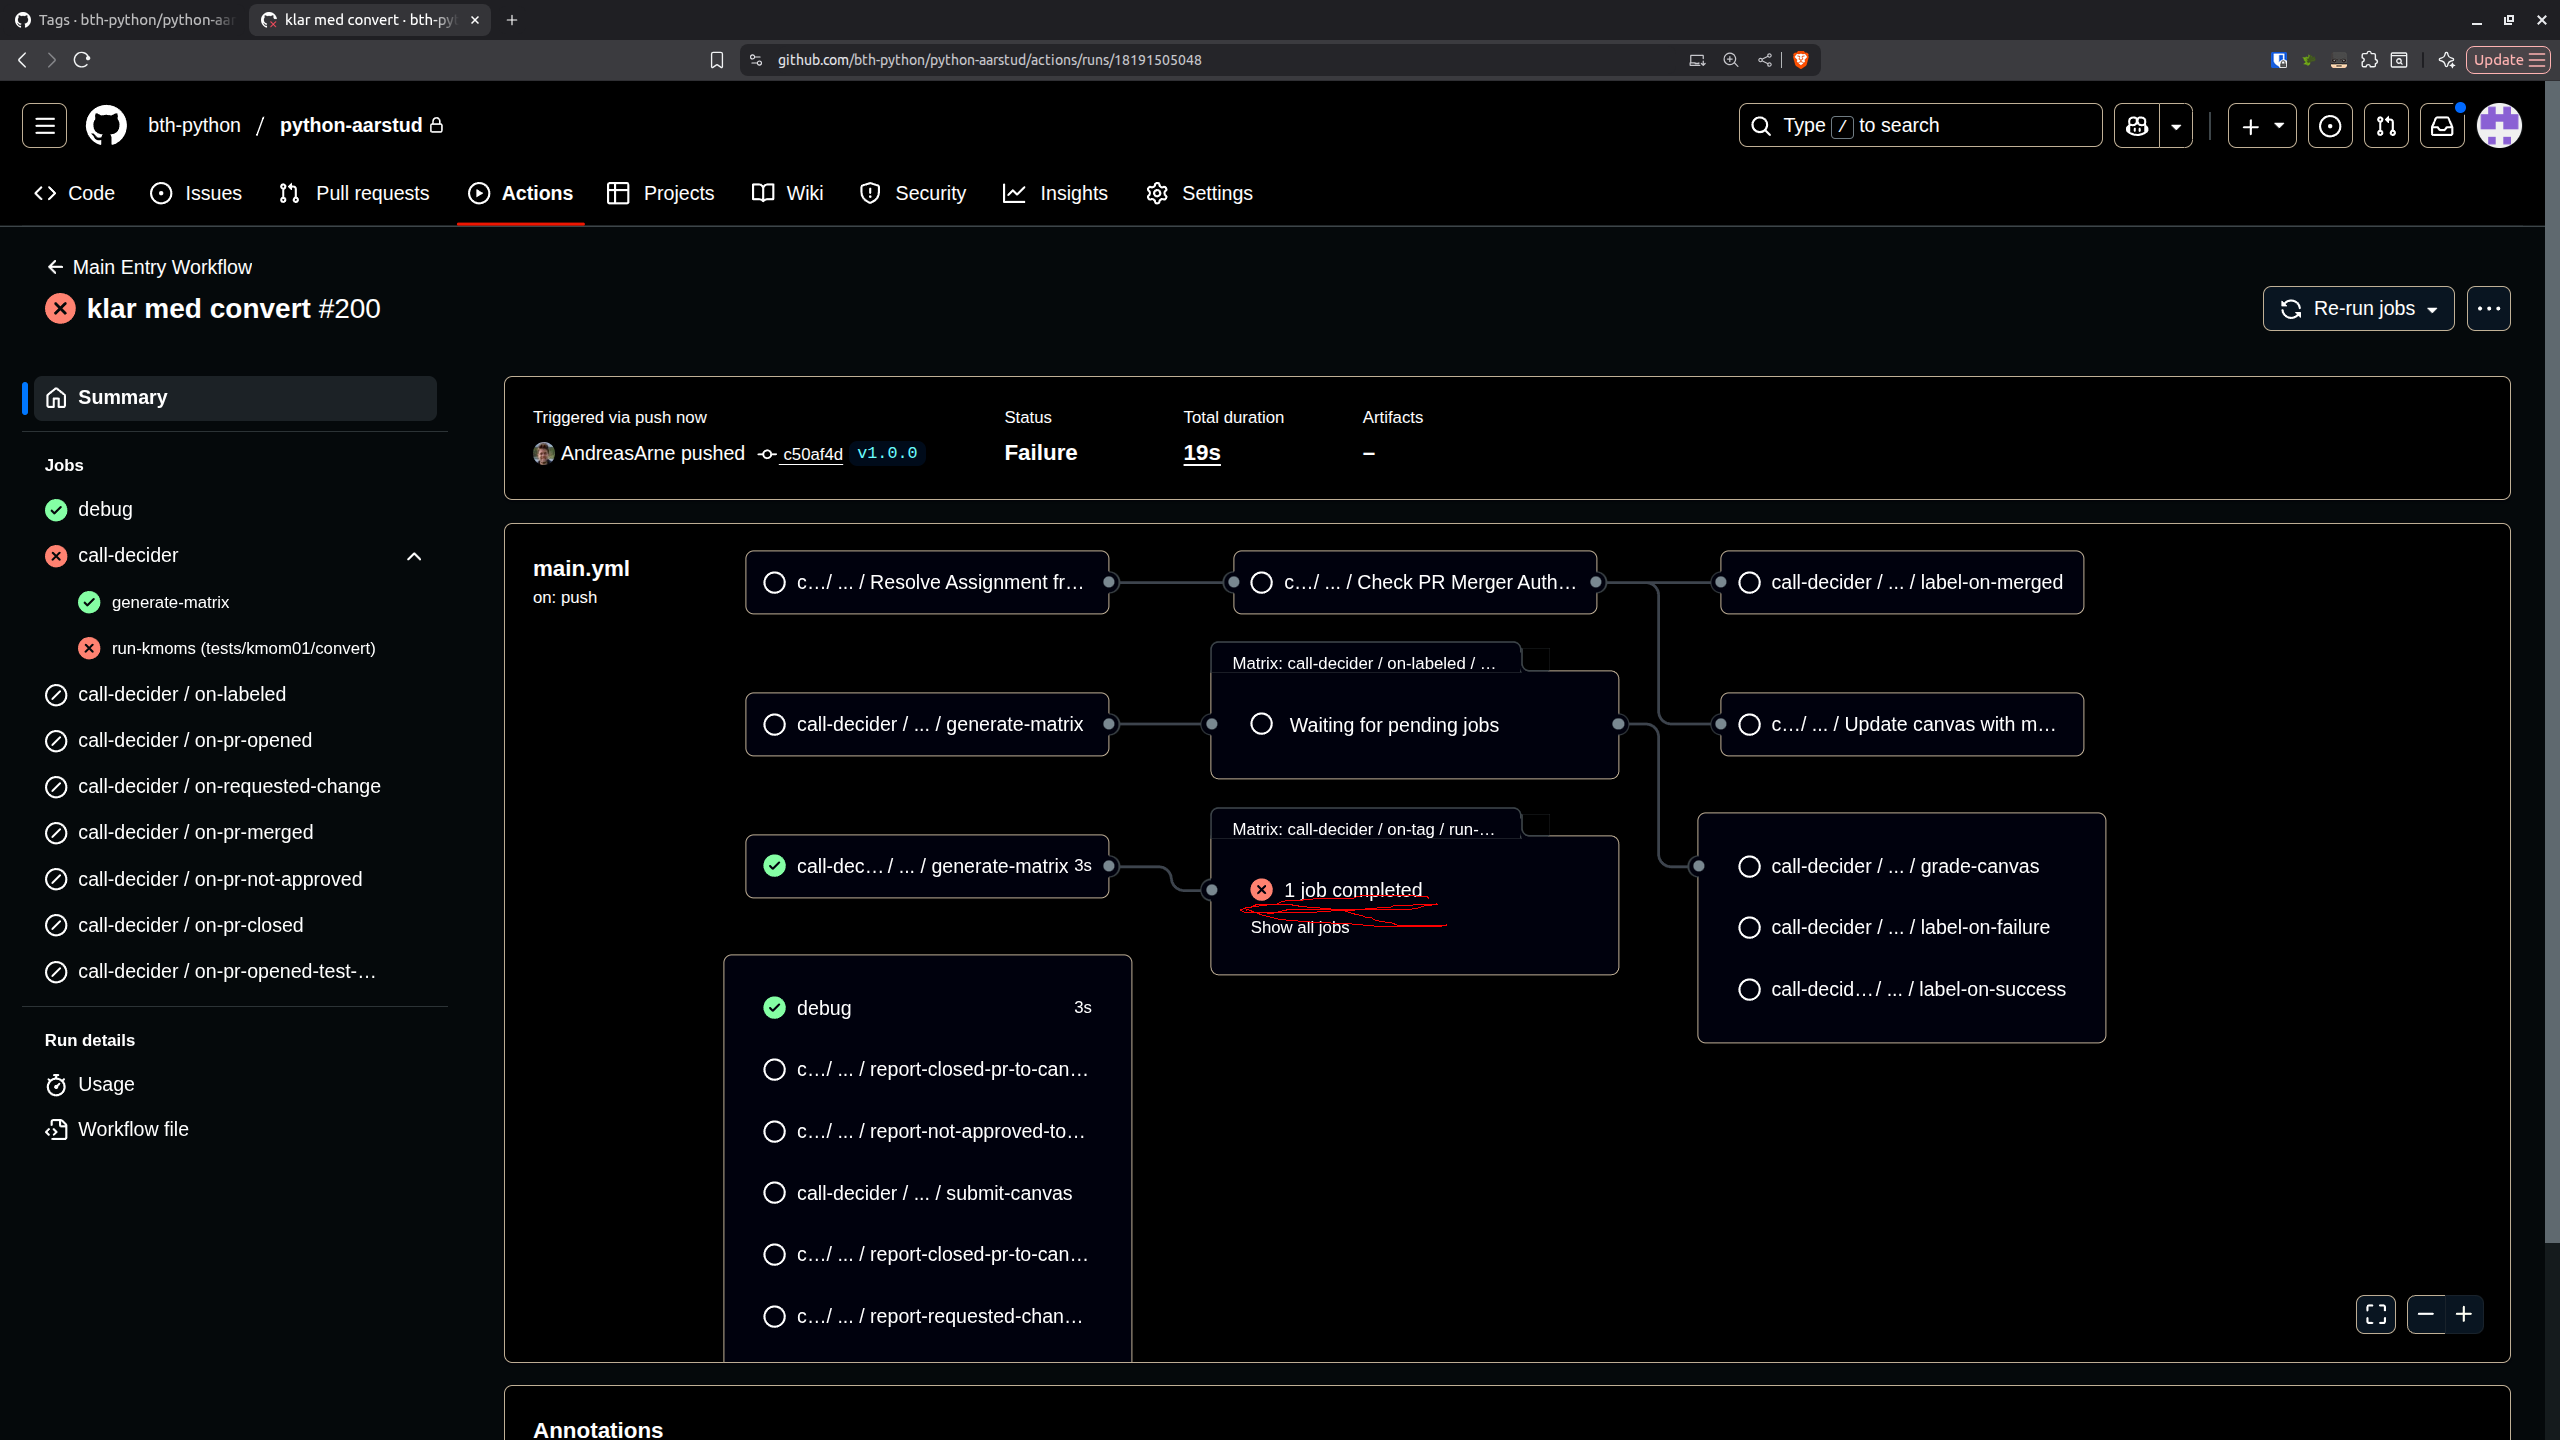 Tags · bth-python/python-aar
klar med convert · bth-pyt
github.com/bth-python/python-aarstud/actions/runs/18191505048
Update
bth-python / python-aarstud
Type / to search
Code
Issues
Pull requests
Actions
Projects
Wiki
Security
Insights
Settings
Main Entry Workflow
klar med convert #200
Re-run jobs
Summary
Jobs
debug
call-decider
generate-matrix
run-kmoms (tests/kmom01/convert)
call-decider / on-labeled
call-decider / on-pr-opened
call-decider / on-requested-change
call-decider / on-pr-merged
call-decider / on-pr-not-approved
call-decider / on-pr-closed
call-decider / on-pr-opened-test-…
Run details
Usage
Workflow file
Triggered via push now
AndreasArne pushed c50af4d v1.0.0
Status
Failure
Total duration
19s
Artifacts
–
main.yml
on: push
c…/ ... / Resolve Assignment fr…
c…/ ... / Check PR Merger Auth…
call-decider / ... / label-on-merged
Matrix: call-decider / on-labeled / …
call-decider / ... / generate-matrix
Waiting for pending jobs
c…/ ... / Update canvas with m…
Matrix: call-decider / on-tag / run-…
call-dec… / ... / generate-matrix 3s
1 job completed
Show all jobs
call-decider / ... / grade-canvas
call-decider / ... / label-on-failure
call-decid… / ... / label-on-success
debug 3s
c…/ ... / report-closed-pr-to-can…
c…/ ... / report-not-approved-to…
call-decider / ... / submit-canvas
c…/ ... / report-closed-pr-to-can…
c…/ ... / report-requested-chan…
Annotations